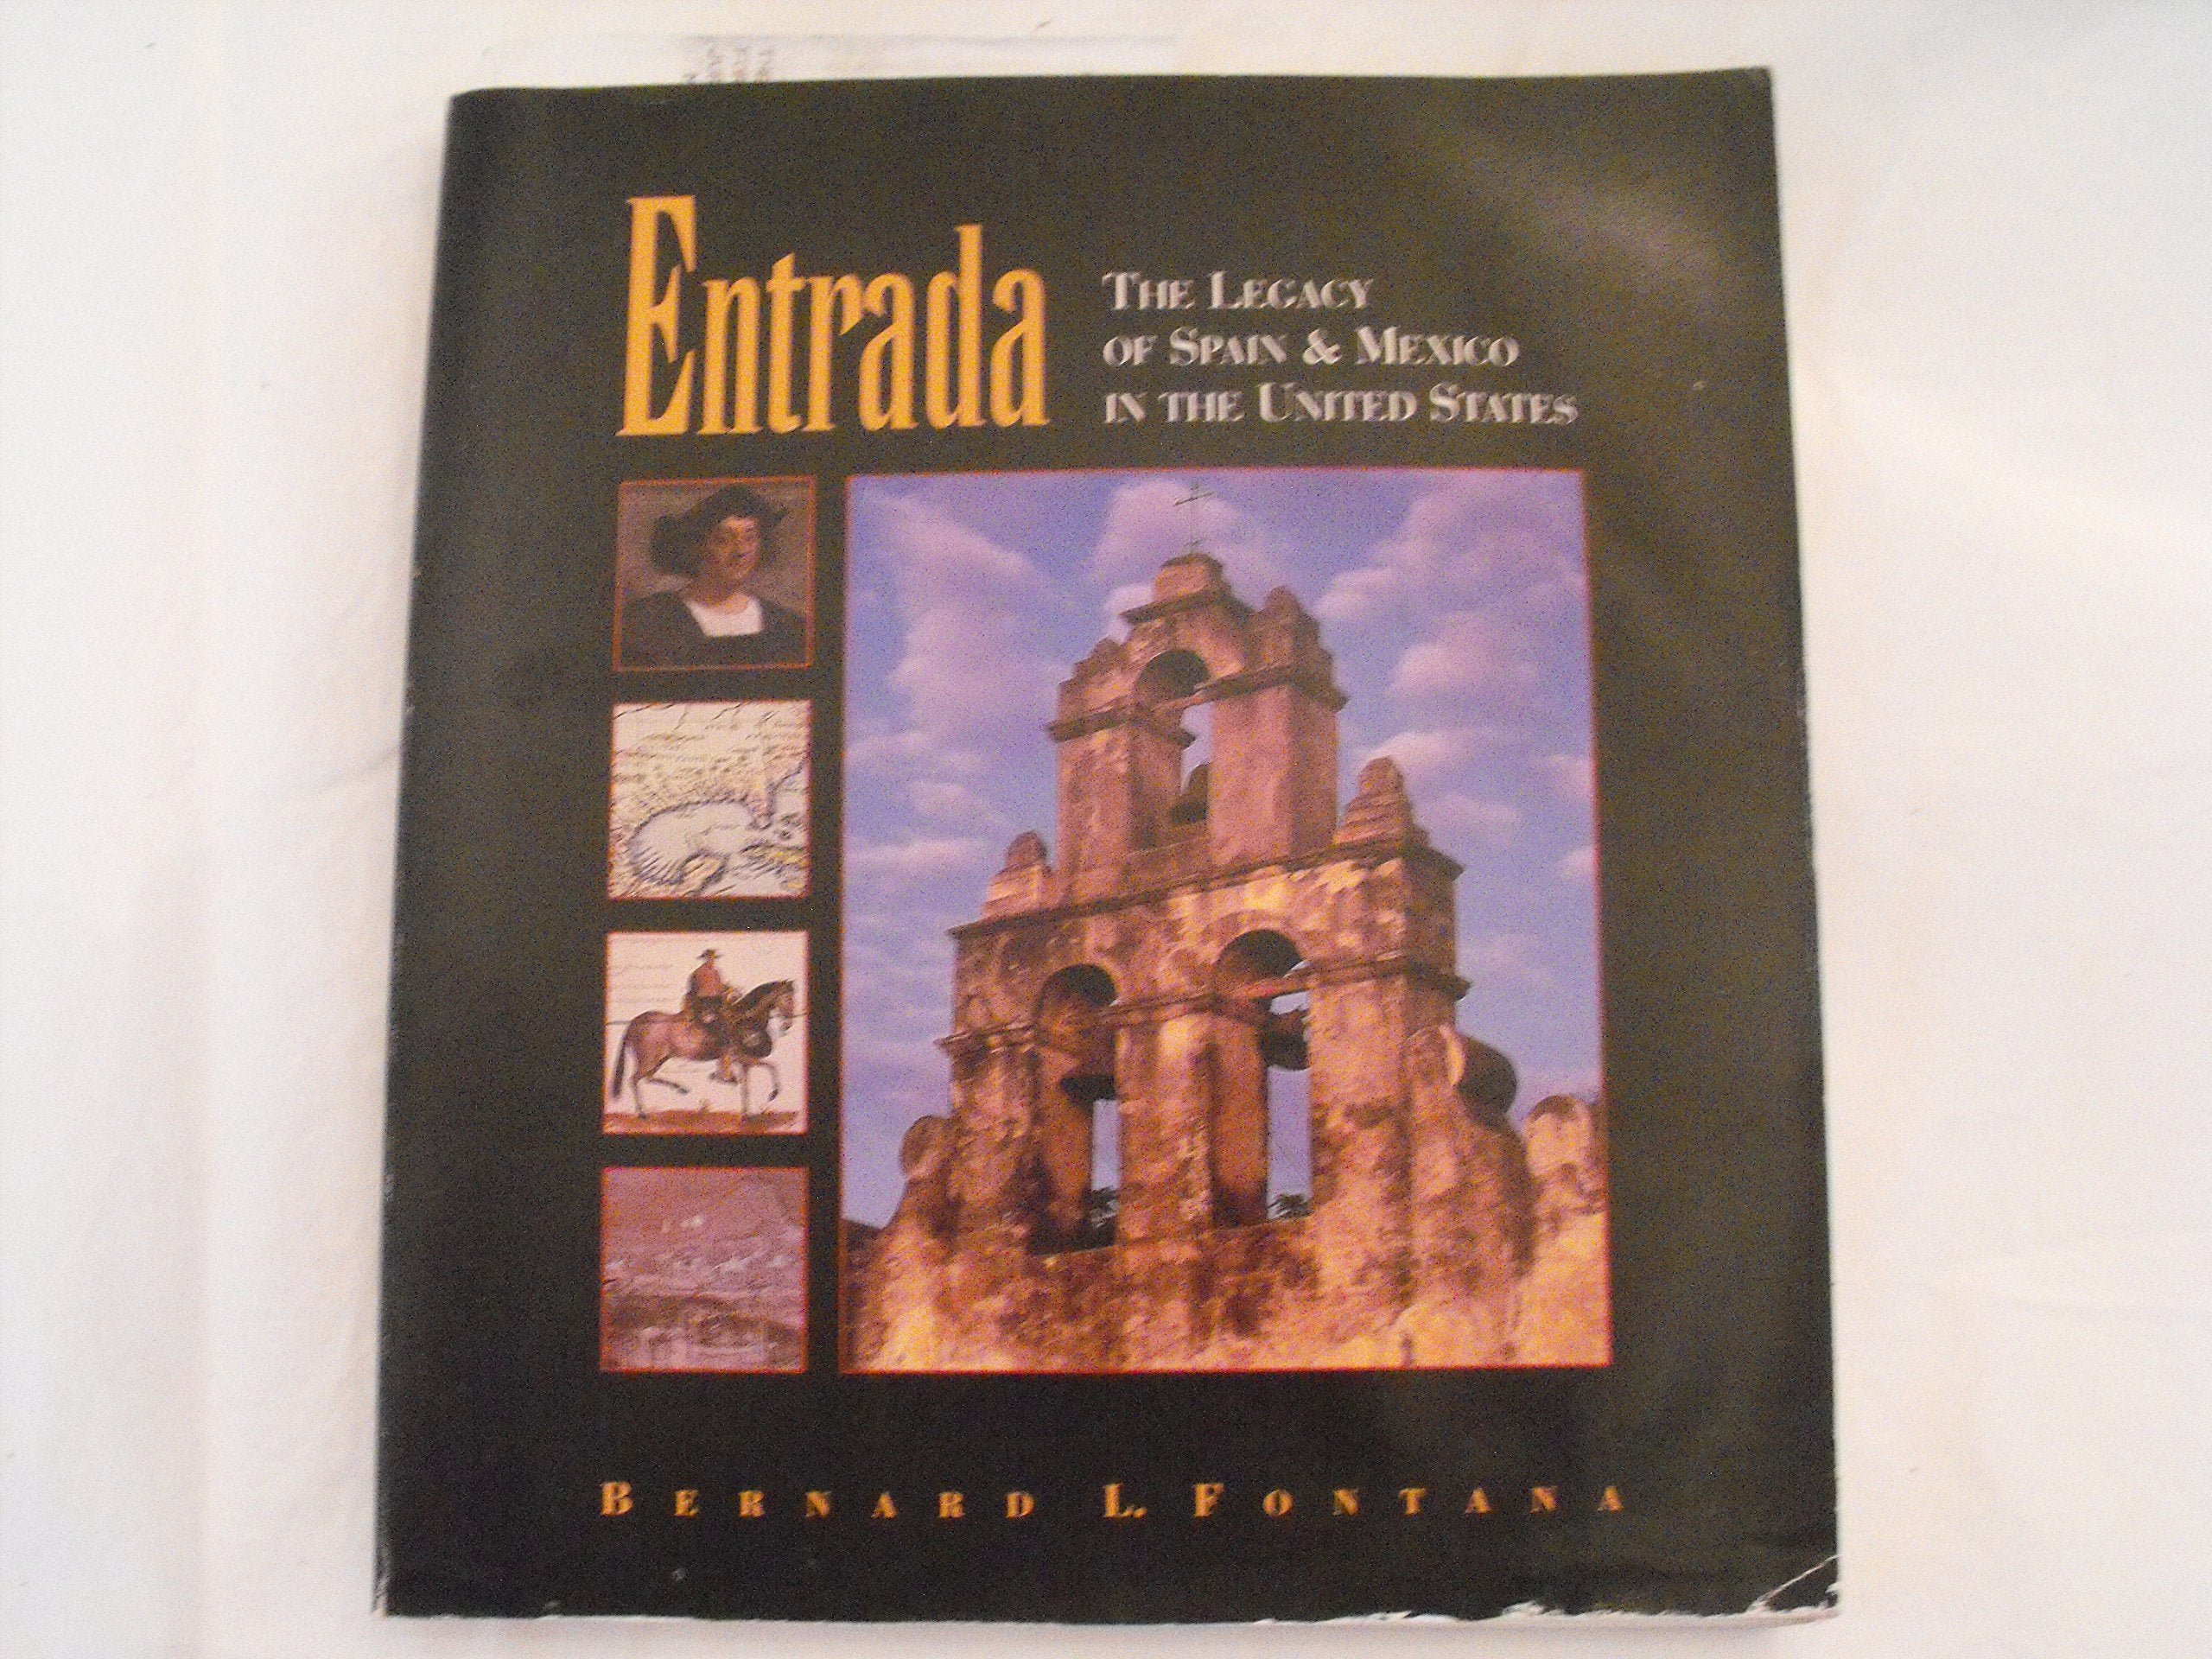 Entrada
THE LEGACY
OF SPAIN & MEXICO
IN THE UNITED STATES
BERNARD L. FONTANA